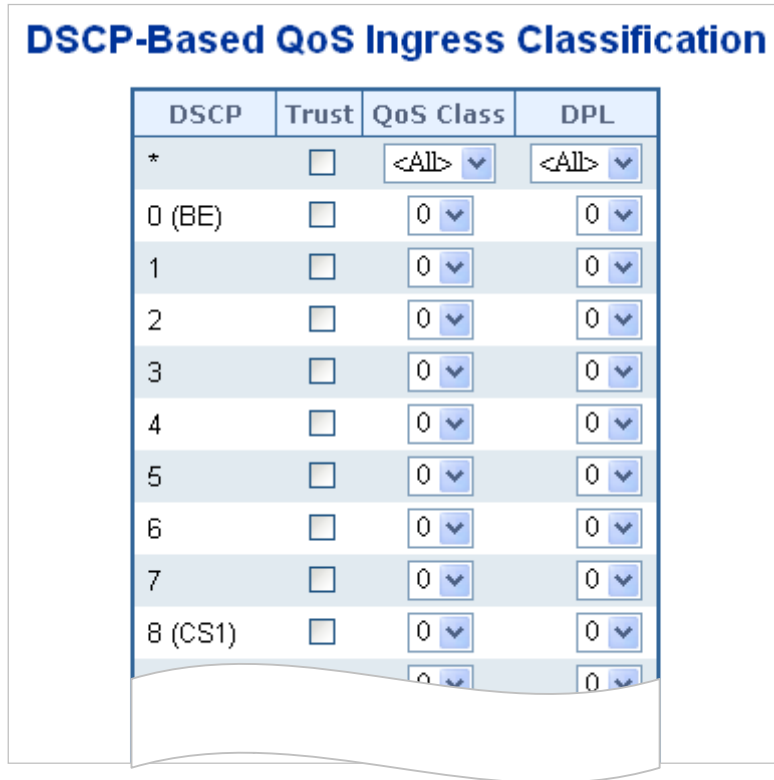 DSCP-Based QoS Ingress Classification
DSCP Trust QoS Class DPL
* <All> <All>
0 (BE) 0 0
1 0 0
2 0 0
3 0 0
4 0 0
5 0 0
6 0 0
7 0 0
8 (CS1) 0 0
0 0